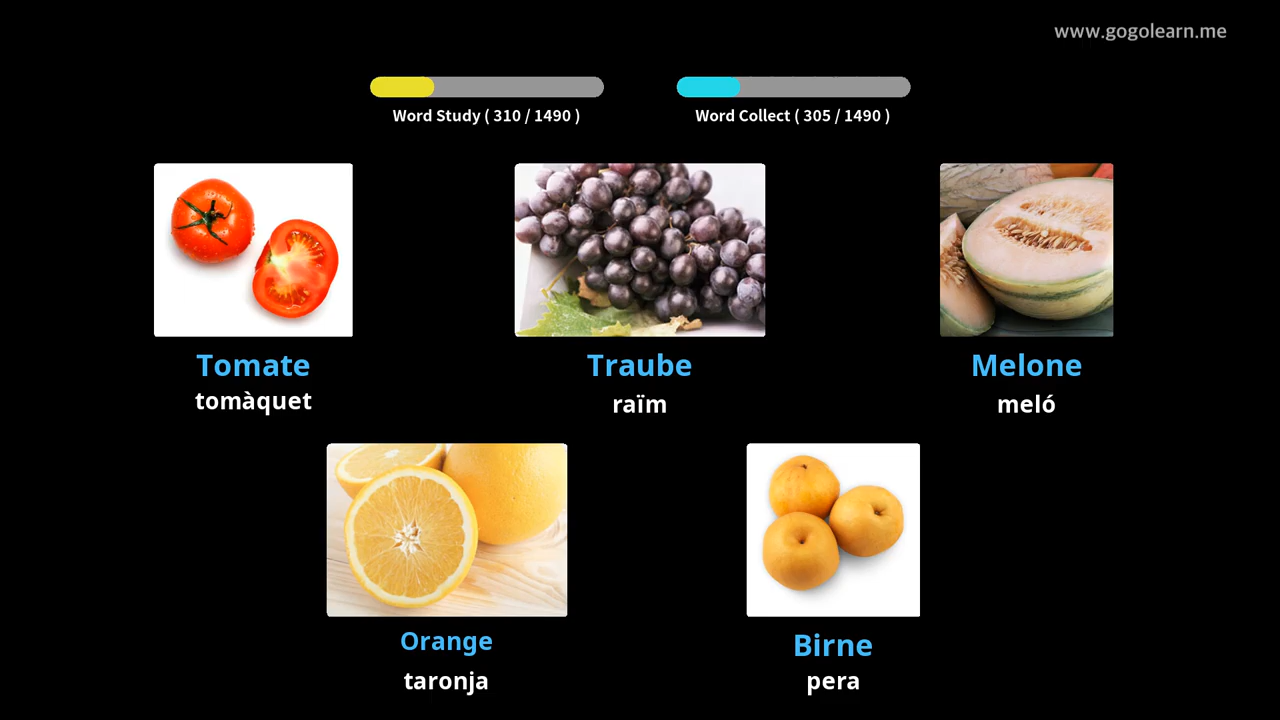 www.gogolearn.me
Word Study ( 310 / 1490 )
Word Collect ( 305 / 1490 )
Tomate
tomàquet
Traube
raïm
Melone
meló
Orange
taronja
Birne
pera